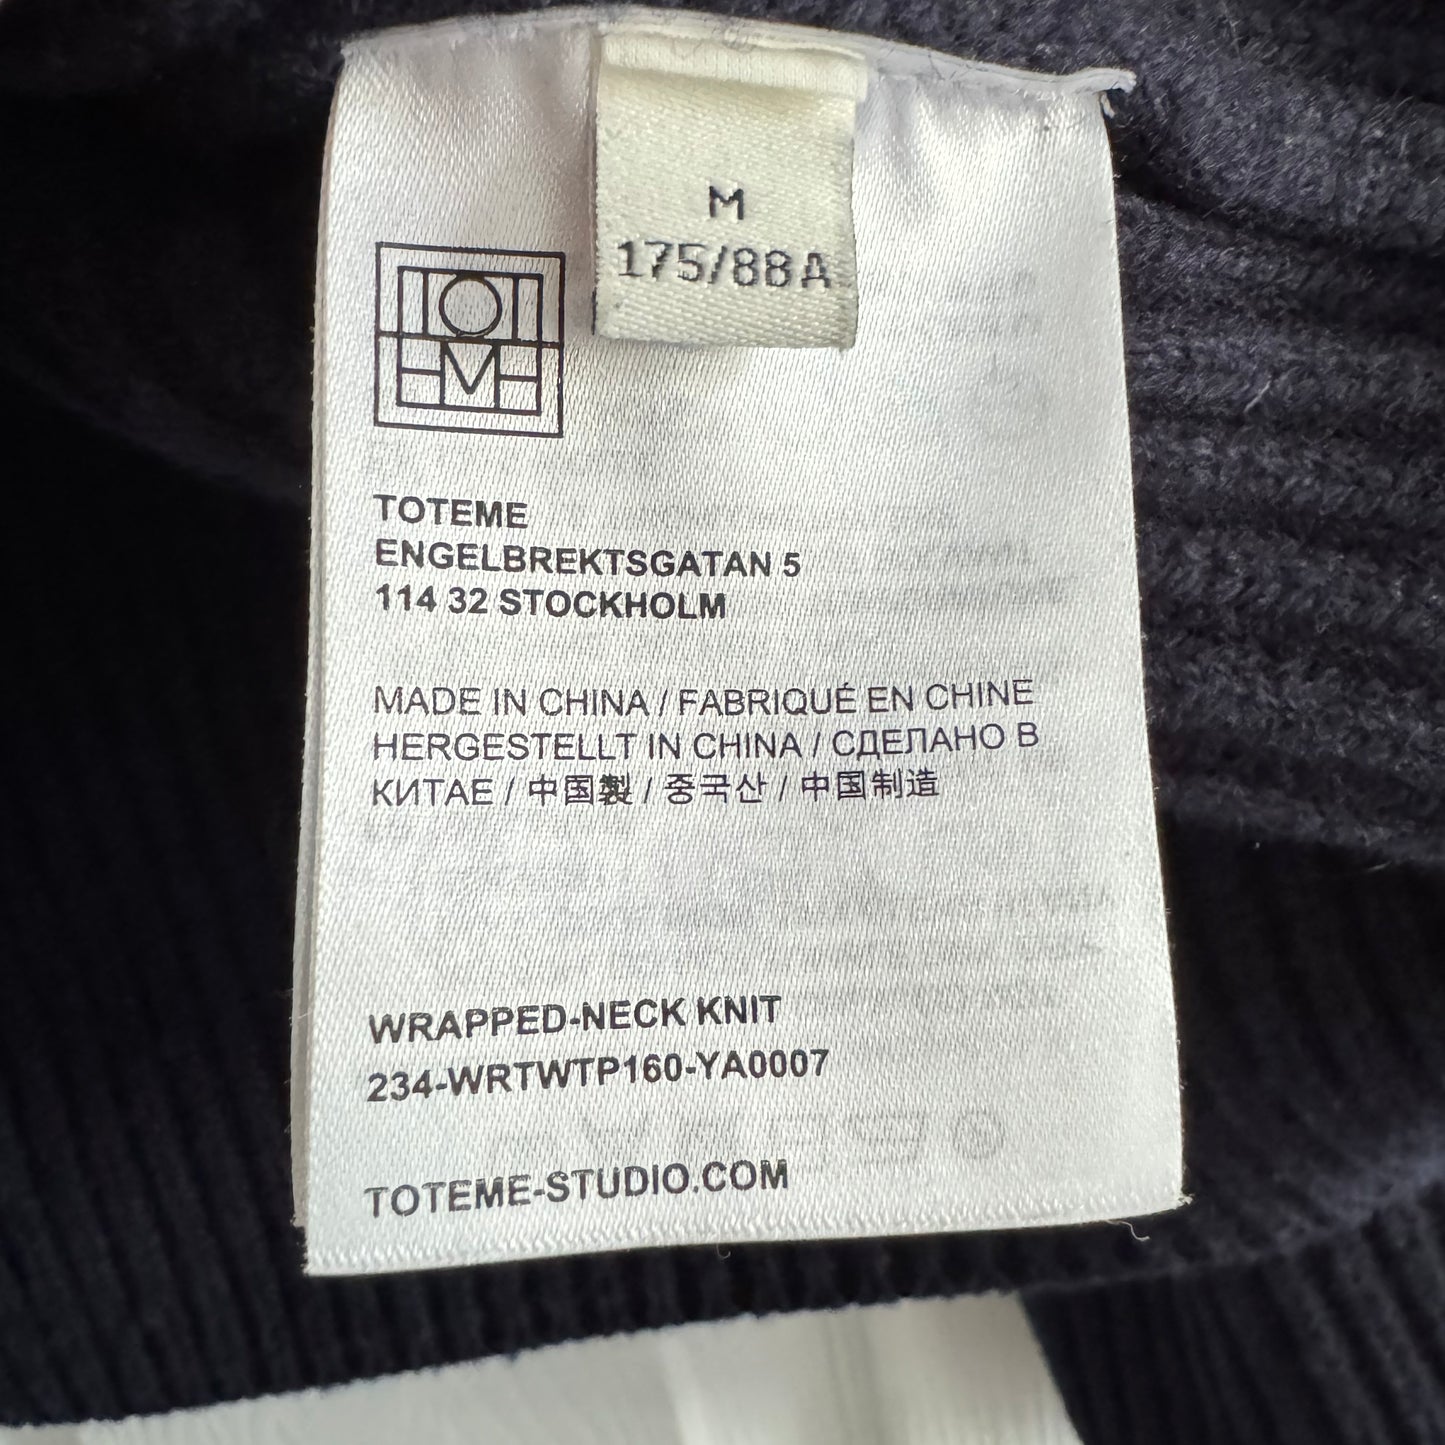 M
175/88A
TOTEME
TOTEME
ENGELBREKTSGATAN 5
114 32 STOCKHOLM
MADE IN CHINA / FABRIQUÉ EN CHINE
HERGESTELLT IN CHINA / СДЕЛАНО В
КИТАЕ / 中国製 / 중국산 / 中国制造
WRAPPED-NECK KNIT
234-WRTWTP160-YA0007
TOTEME-STUDIO.COM